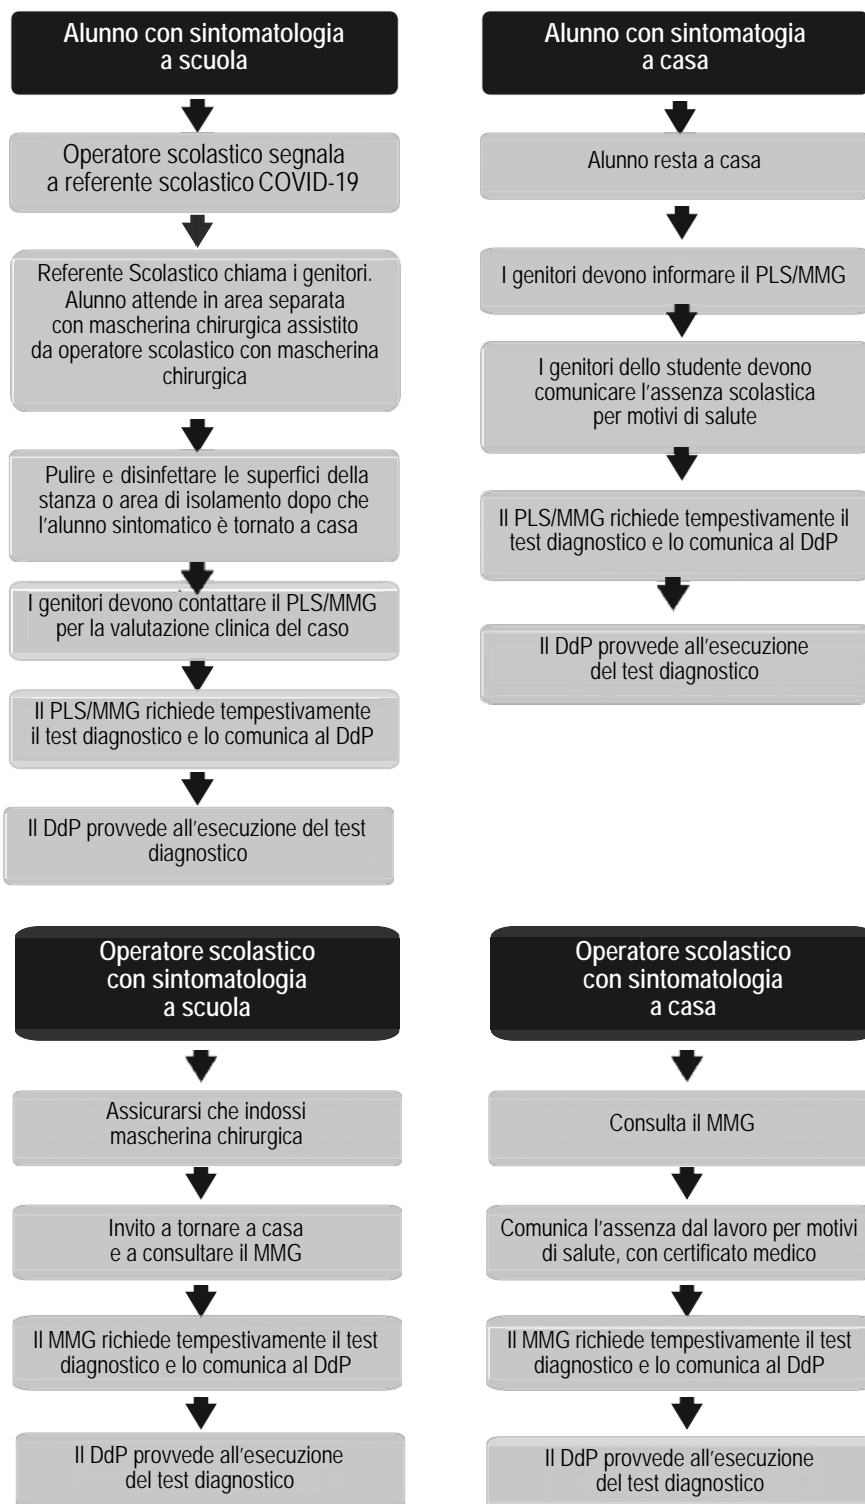 Alunno con sintomatologia
a scuola
Operatore scolastico segnala
a referente scolastico COVID-19
Referente Scolastico chiama i genitori.
Alunno attende in area separata
con mascherina chirurgica assistito
da operatore scolastico con mascherina
chirurgica
Pulire e disinfettare le superfici della
stanza o area di isolamento dopo che
l'alunno sintomatico è tornato a casa
I genitori devono contattare il PLS/MMG
per la valutazione clinica del caso
Il PLS/MMG richiede tempestivamente
il test diagnostico e lo comunica al DdP
Il DdP provvede all'esecuzione del test
diagnostico
Alunno con sintomatogia
a casa
Alunno resta a casa
I genitori devono informare il PLS/MMG
I genitori dello studente devono
comunicare l'assenza scolastica
per motivi di salute
Il PLS/MMG richiede tempestivamente il
test diagnostico e lo comunica al DdP
Il DdP provvede all'esecuzione
del test diagnostico
Operatore scolastico
con sintomatologia
a scuola
Assicurarsi che indossi
mascherina chirurgica
Invito a tornare a casa
e a consultare il MMG
Il MMG richiede tempestivamente il test
diagnostico e lo comunica al DdP
Il DdP provvede all'esecuzione
del test diagnostico
Operatore scolastico
con sintomatologia
a casa
Consulta il MMG
Comunica l'assenza dal lavoro per motivi
di salute, con certificato medico
Il MMG richiede tempestivamente il test
diagnostico e lo comunica al DdP
Il DdP provvede all'esecuzione
del test diagnostico